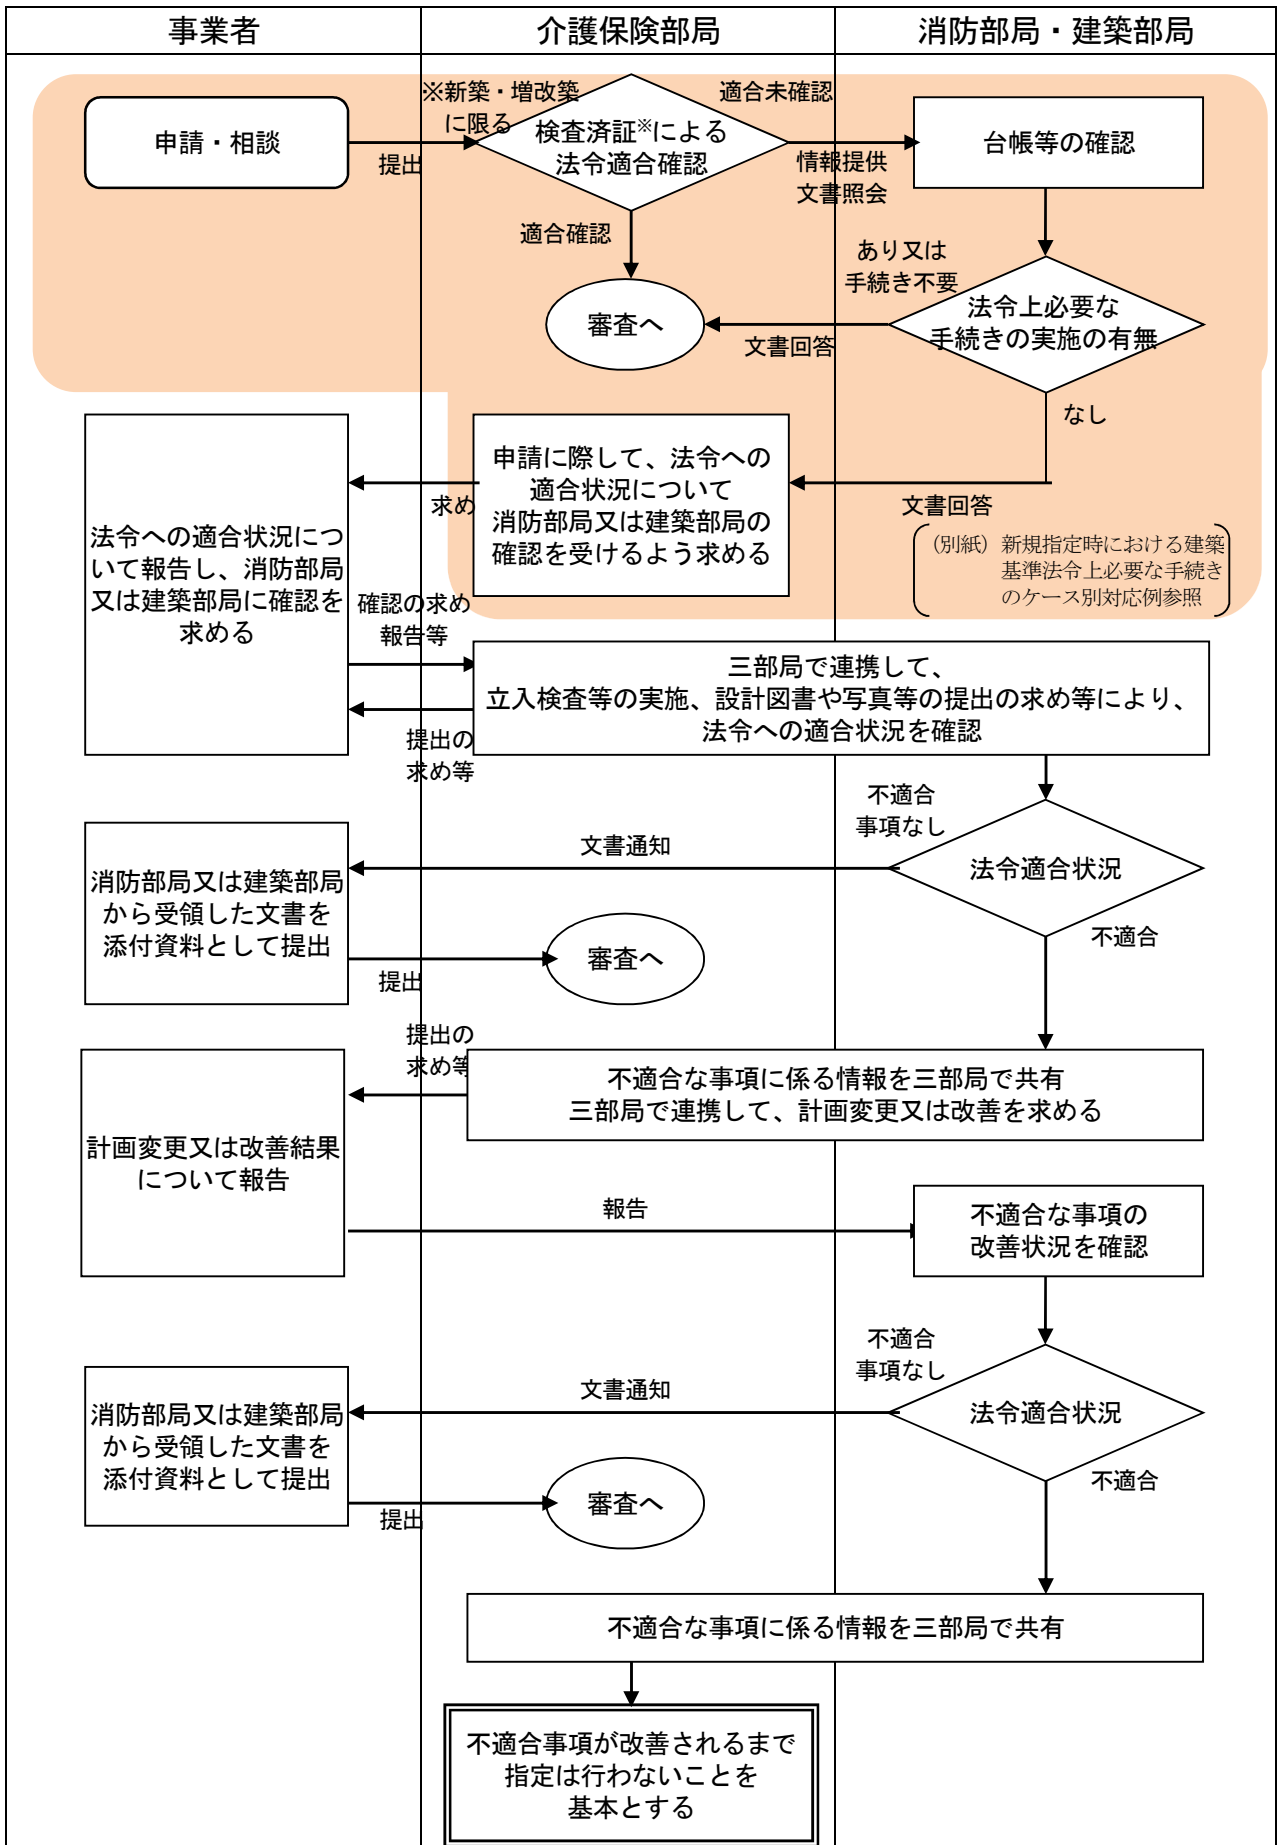 事業者
介護保険部局
消防部局・建築部局
申請・相談
提出
※新築・増改築
に限る
検査済証※による
法令適合確認
適合未確認
情報提供
文書照会
台帳等の確認
適合確認
審査へ
あり又は
手続き不要
法令上必要な
手続きの実施の有無
文書回答
なし
文書回答
(別紙) 新規指定時における建築
基準法令上必要な手続き
のケース別対応例参照
申請に際して、法令への
適合状況について
消防部局又は建築部局の
確認を受けるよう求める
求め
法令への適合状況につ
いて報告し、消防部局
又は建築部局に確認を
求める
確認の求め
報告等
三部局で連携して、
立入検査等の実施、設計図書や写真等の提出の求め等により、
法令への適合状況を確認
提出の
求め等
不適合
事項なし
法令適合状況
文書通知
消防部局又は建築部局
から受領した文書を
添付資料として提出
提出
審査へ
不適合
提出の
求め等
不適合な事項に係る情報を三部局で共有
三部局で連携して、計画変更又は改善を求める
計画変更又は改善結果
について報告
報告
不適合な事項の
改善状況を確認
不適合
事項なし
法令適合状況
文書通知
消防部局又は建築部局
から受領した文書を
添付資料として提出
提出
審査へ
不適合
不適合な事項に係る情報を三部局で共有
不適合事項が改善されるまで
指定は行わないことを
基本とする